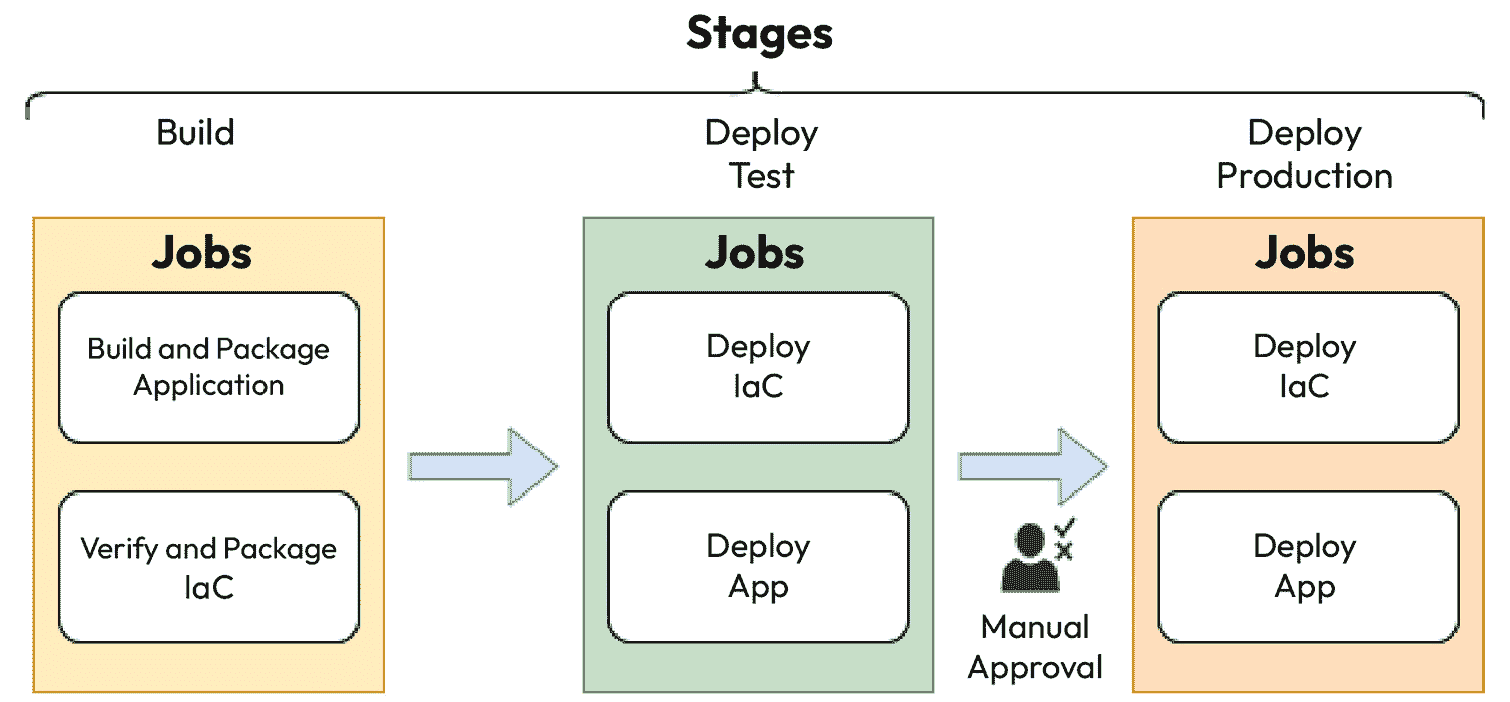 Stages
Build
Deploy
Test
Deploy
Production
Jobs
Build and Package
Application
Verify and Package
IaC
Jobs
Deploy
IaC
Deploy
App
Manual
Approval
Jobs
Deploy
IaC
Deploy
App